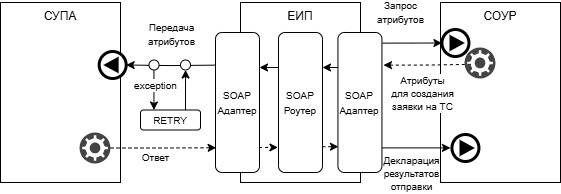 СУПА
Передача
атрибутов
ЕИП
Запрос
атрибутов
СОУР
exception
RETRY
SOAP
Адаптер
SOAP
Роутер
SOAP
Адаптер
Атрибуты
для создания
заявки на ТС
Ответ
Декларация
результатов
отправки